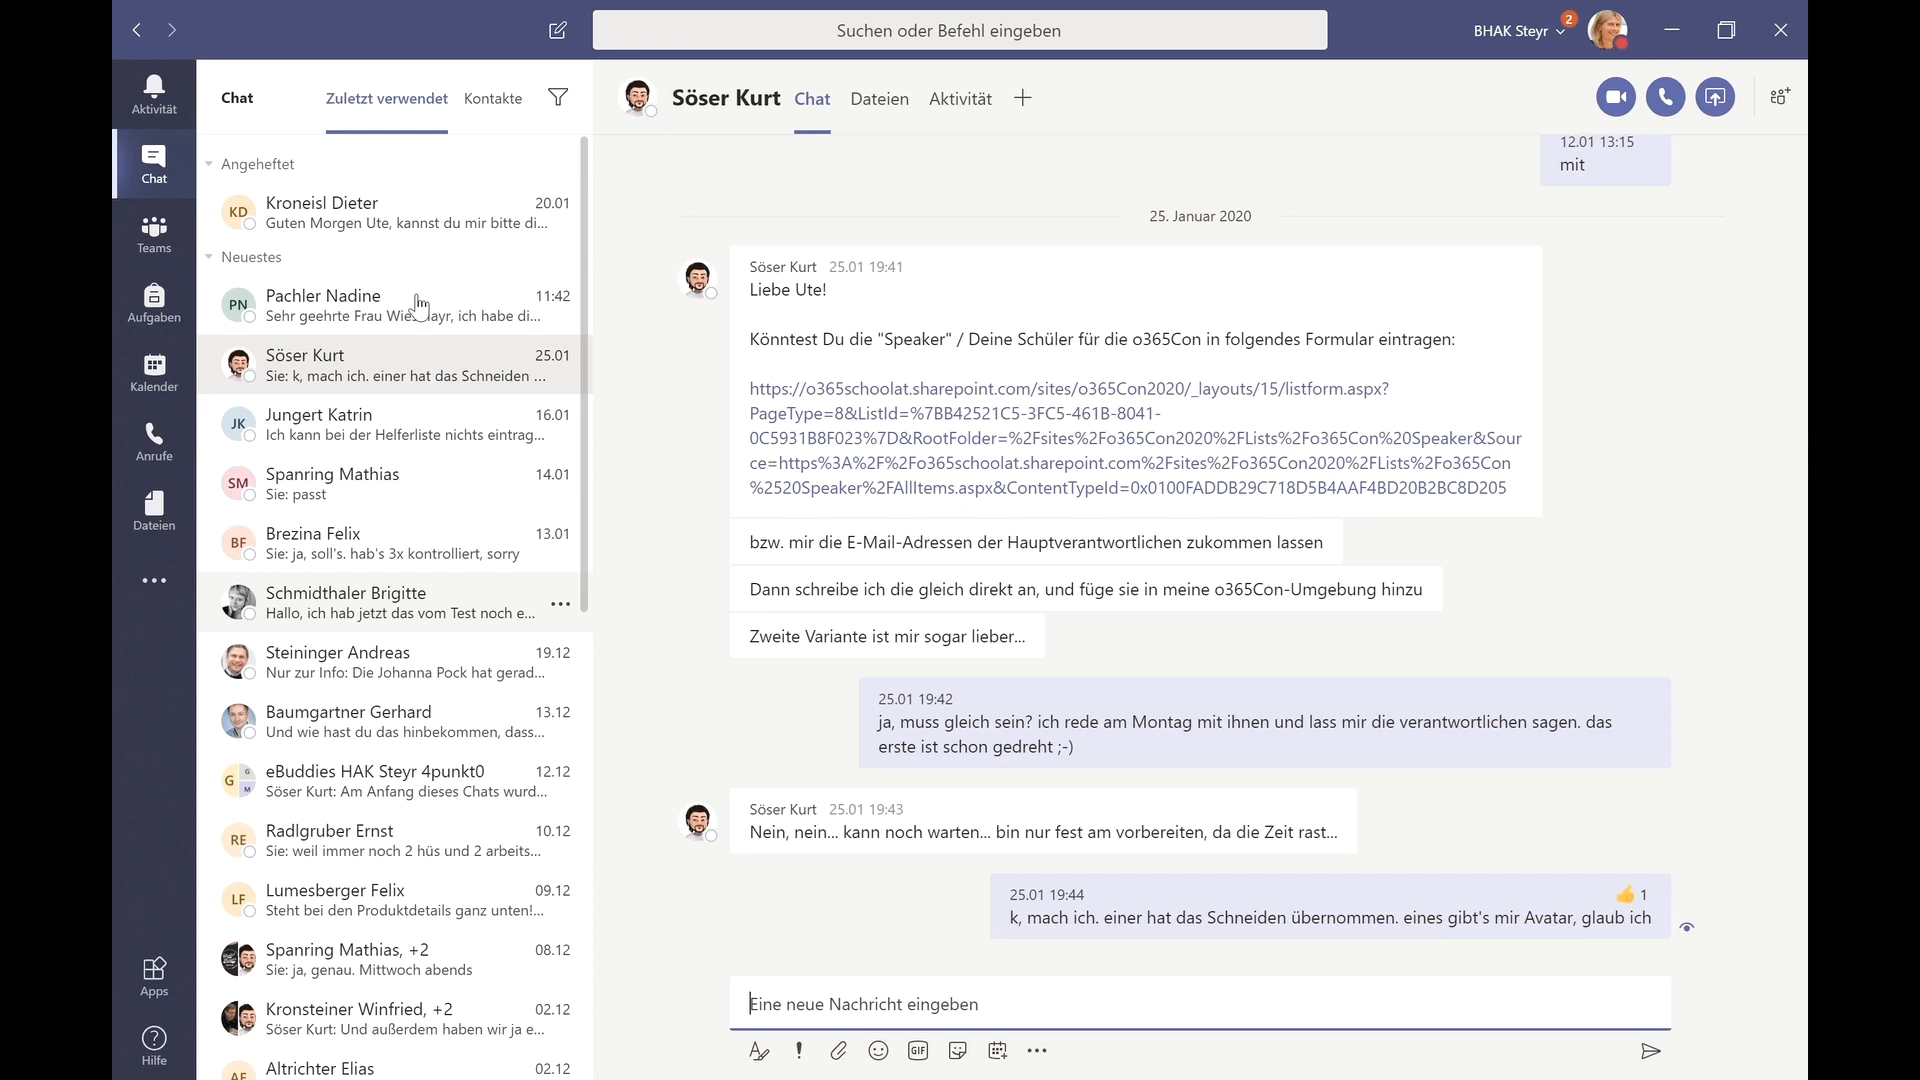 Suchen oder Befehl eingeben
BHAK Steyr
2
Aktivität
Chat
Teams
Aufgaben
Kalender
Anrufe
Dateien
Apps
Hilfe
Chat
Zuletzt verwendet
Kontakte
Angeheftet
KD
Kroneisl Dieter 20.01
Guten Morgen Ute, kannst du mir bitte di...
Neuestes
PN
Pachler Nadine 11:42
Sehr geehrte Frau ich habe di...
Söser Kurt 25.01
Sie: k, mach ich. einer hat das Schneiden ...
JK
Jungert Katrin 16.01
Ich kann bei der Helferliste nichts eintrag...
SM
Spanring Mathias 14.01
Sie: passt
BF
Brezina Felix 13.01
Sie: ja, soll's. hab's 3x kontrolliert, sorry
Schmidthaler Brigitte
Hallo, ich hab jetzt das vom Test noch e...
Steininger Andreas 19.12
Nur zur Info: Die Johanna Pock hat gerad...
Baumgartner Gerhard 13.12
Und wie hast du das hinbekommen, dass...
G G M
eBuddies HAK Steyr 4punkt0 12.12
Söser Kurt: Am Anfang dieses Chats wurd...
RE
Radlgruber Ernst 10.12
Sie: weil immer noch 2 hüs und 2 arbeits...
LF
Lumesberger Felix 09.12
Steht bei den Produktdetails ganz unten!...
Spanring Mathias, +2 08.12
Sie: ja, genau. Mittwoch abends
Kronsteiner Winfried, +2 02.12
Söser Kurt: Und außerdem haben wir ja e...
AE
Altrichter Elias 02.12
Söser Kurt
Chat
Dateien
Aktivität
12.01 13:15
mit
25. Januar 2020
Söser Kurt 25.01 19:41
Liebe Ute!
Könntest Du die "Speaker" / Deine Schüler für die o365Con in folgendes Formular eintragen:
https://o365schoolat.sharepoint.com/sites/o365Con2020/_layouts/15/listform.aspx?
PageType=8&ListId=%7BB42521C5-3FC5-461B-8041-
0C5931B8F023%7D&RootFolder=%2Fsites%2Fo365Con2020%2FLists%2Fo365Con%20Speaker&Sour
ce=https%3A%2F%2Fo365schoolat.sharepoint.com%2Fsites%2Fo365Con2020%2FLists%2Fo365Con
%2520Speaker%2FAllItems.aspx&ContentTypeId=0x0100FADDB29C718D5B4AAF4BD20B2BC8D205
bzw. mir die E-Mail-Adressen der Hauptverantwortlichen zukommen lassen
Dann schreibe ich die gleich direkt an, und füge sie in meine o365Con-Umgebung hinzu
Zweite Variante ist mir sogar lieber...
25.01 19:42
ja, muss gleich sein? ich rede am Montag mit ihnen und lass mir die verantwortlichen sagen. das
erste ist schon gedreht ;-)
Söser Kurt 25.01 19:43
Nein, nein... kann noch warten... bin nur fest am vorbereiten, da die Zeit rast...
25.01 19:44 👍 1
k, mach ich. einer hat das Schneiden übernommen. eines gibt's mir Avatar, glaub ich
Eine neue Nachricht eingeben
GIF